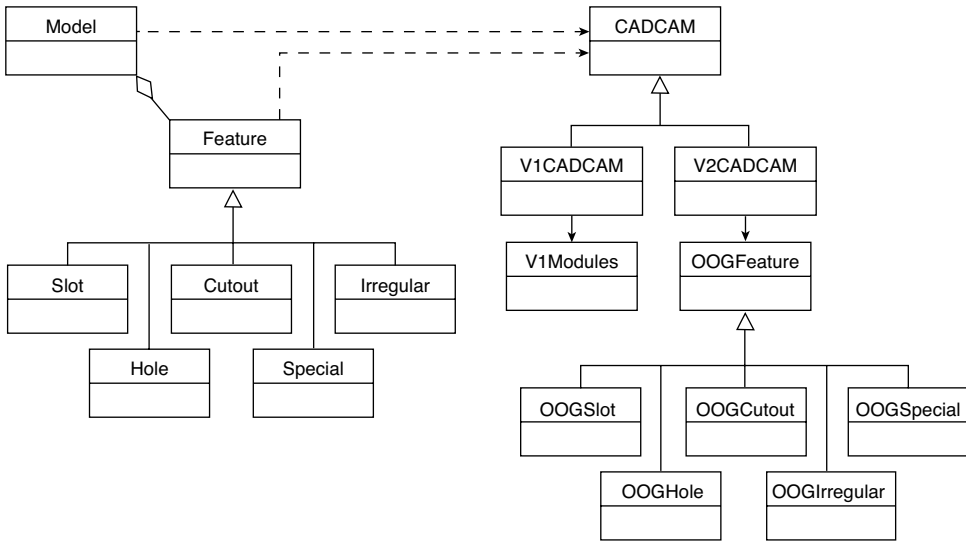 Model
CADCAM
Feature
V1CADCAM
V2CADCAM
V1Modules
OOGFeature
Slot
Cutout
Irregular
Hole
Special
OOGSlot
OOGCutout
OOGSpecial
OOGHole
OOGIrregular